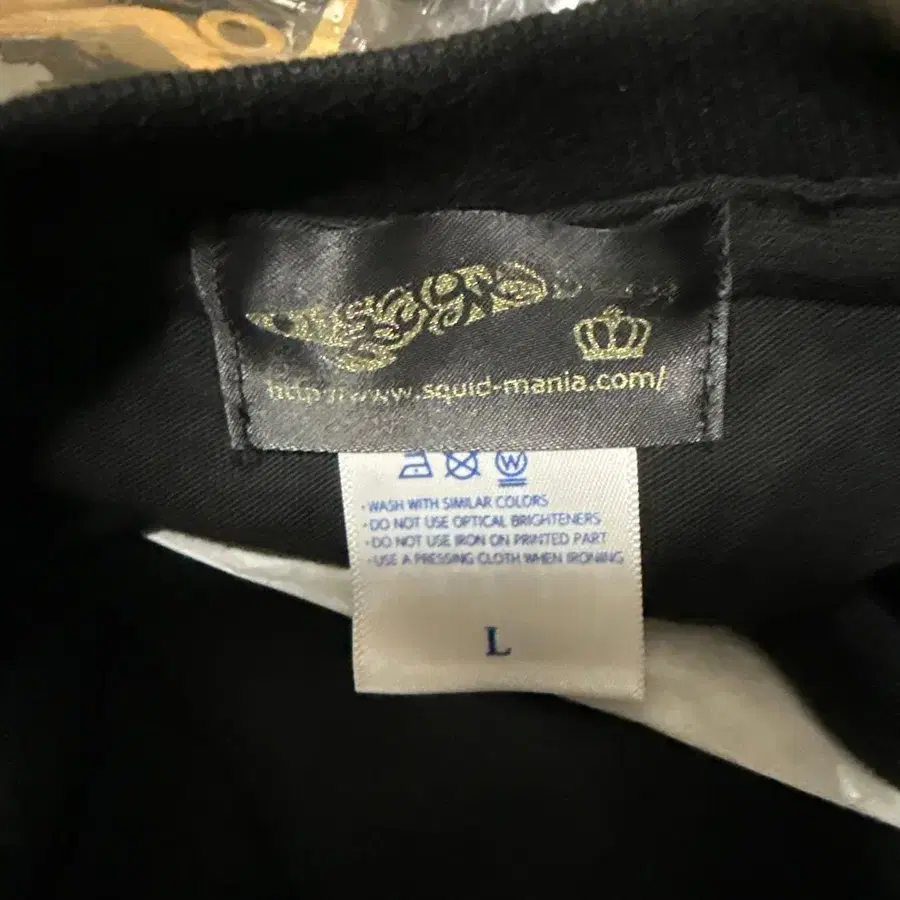 http://www.squid-mania.com/
W
· WASH WITH SIMILAR COLORS
· DO NOT USE OPTICAL BRIGHTENERS
· DO NOT USE IRON ON PRINTED PART
· USE A PRESSING CLOTH WHEN IRONING
L